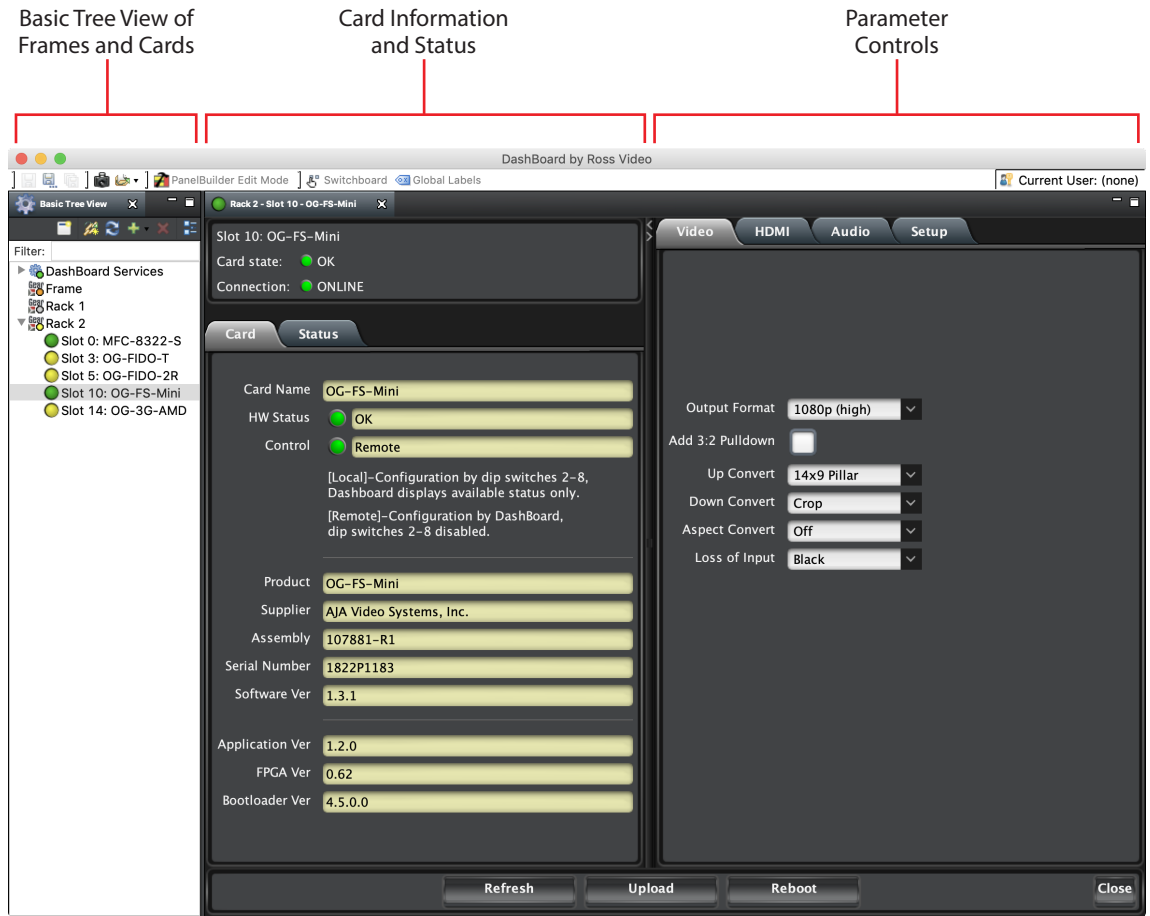 Basic Tree View of
Frames and Cards
Card Information
and Status
Parameter
Controls
DashBoard by Ross Video
PanelBuilder Edit Mode
Switchboard
Global Labels
Current User: (none)
Basic Tree View
Filter:
DashBoard Services
Frame
Rack 1
Rack 2
Slot 0: MFC-8322-S
Slot 3: OG-FIDO-T
Slot 5: OG-FIDO-2R
Slot 10: OG-FS-Mini
Slot 14: OG-3G-AMD
Rack 2 - Slot 10 - OG-FS-Mini
Slot 10: OG-FS-Mini
Card state: OK
Connection: ONLINE
Card
Status
Card Name OG-FS-Mini
HW Status OK
Control Remote
[Local]-Configuration by dip switches 2-8,
Dashboard displays available status only.
[Remote]-Configuration by DashBoard,
dip switches 2-8 disabled.
Product OG-FS-Mini
Supplier AJA Video Systems, Inc.
Assembly 107881-R1
Serial Number 1822P1183
Software Ver 1.3.1
Application Ver 1.2.0
FPGA Ver 0.62
Bootloader Ver 4.5.0.0
Video
HDMI
Audio
Setup
Output Format 1080p (high)
Add 3:2 Pulldown
Up Convert 14x9 Pillar
Down Convert Crop
Aspect Convert Off
Loss of Input Black
Refresh
Upload
Reboot
Close